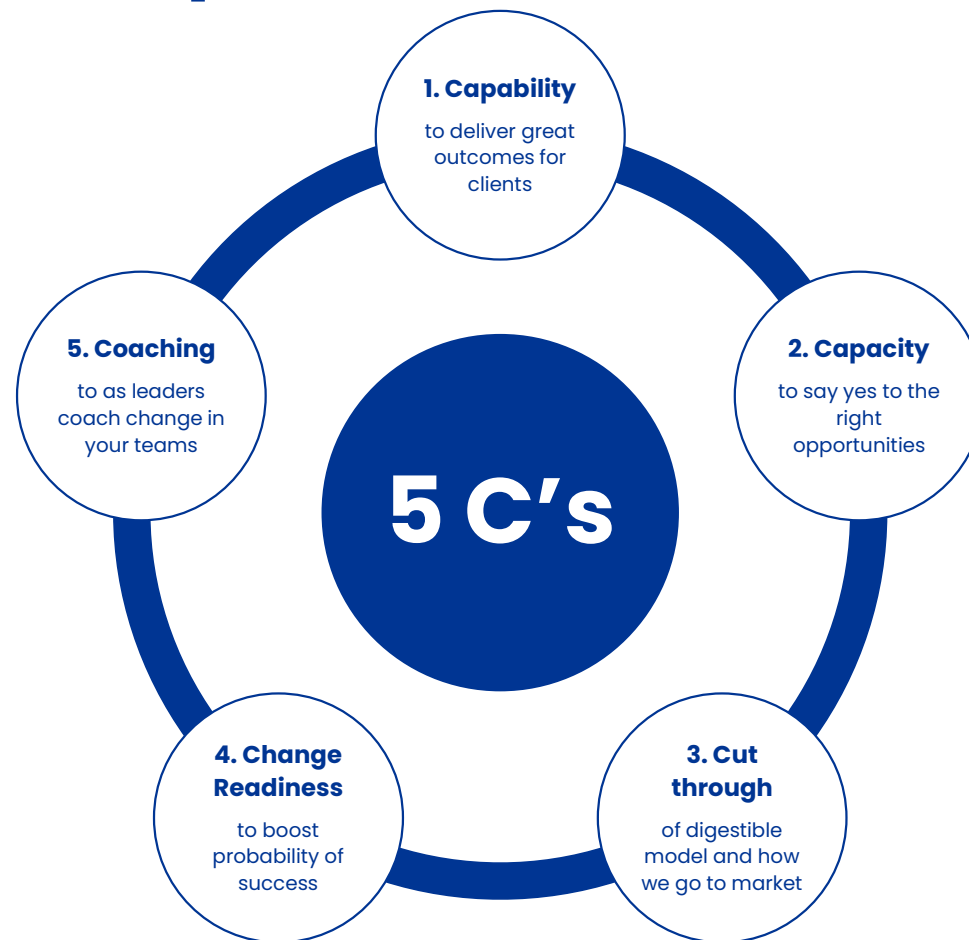 1. Capability
to deliver great
outcomes for
clients
2. Capacity
to say yes to the
right
opportunities
3. Cut
through
of digestible
model and how
we go to market
4. Change
Readiness
to boost
probability of
success
5. Coaching
to as leaders
coach change in
your teams
5 C’s